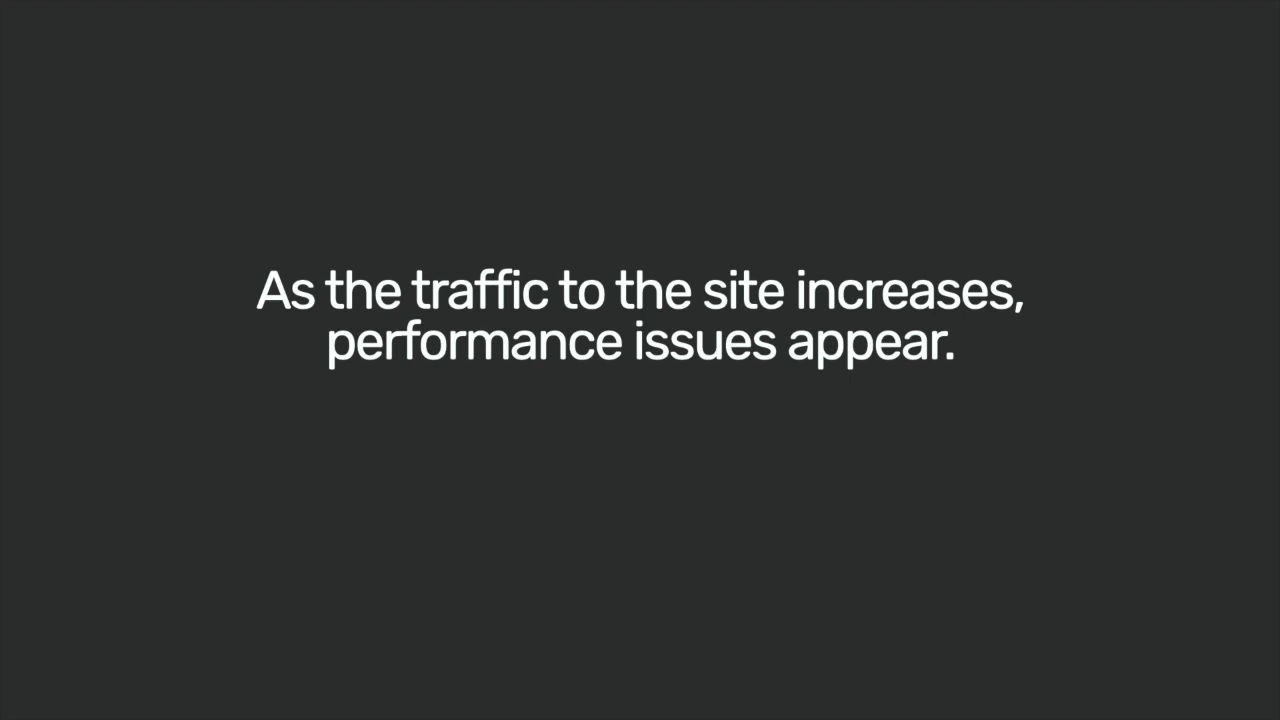 As the traffic to the site increases,
performance issues appear.